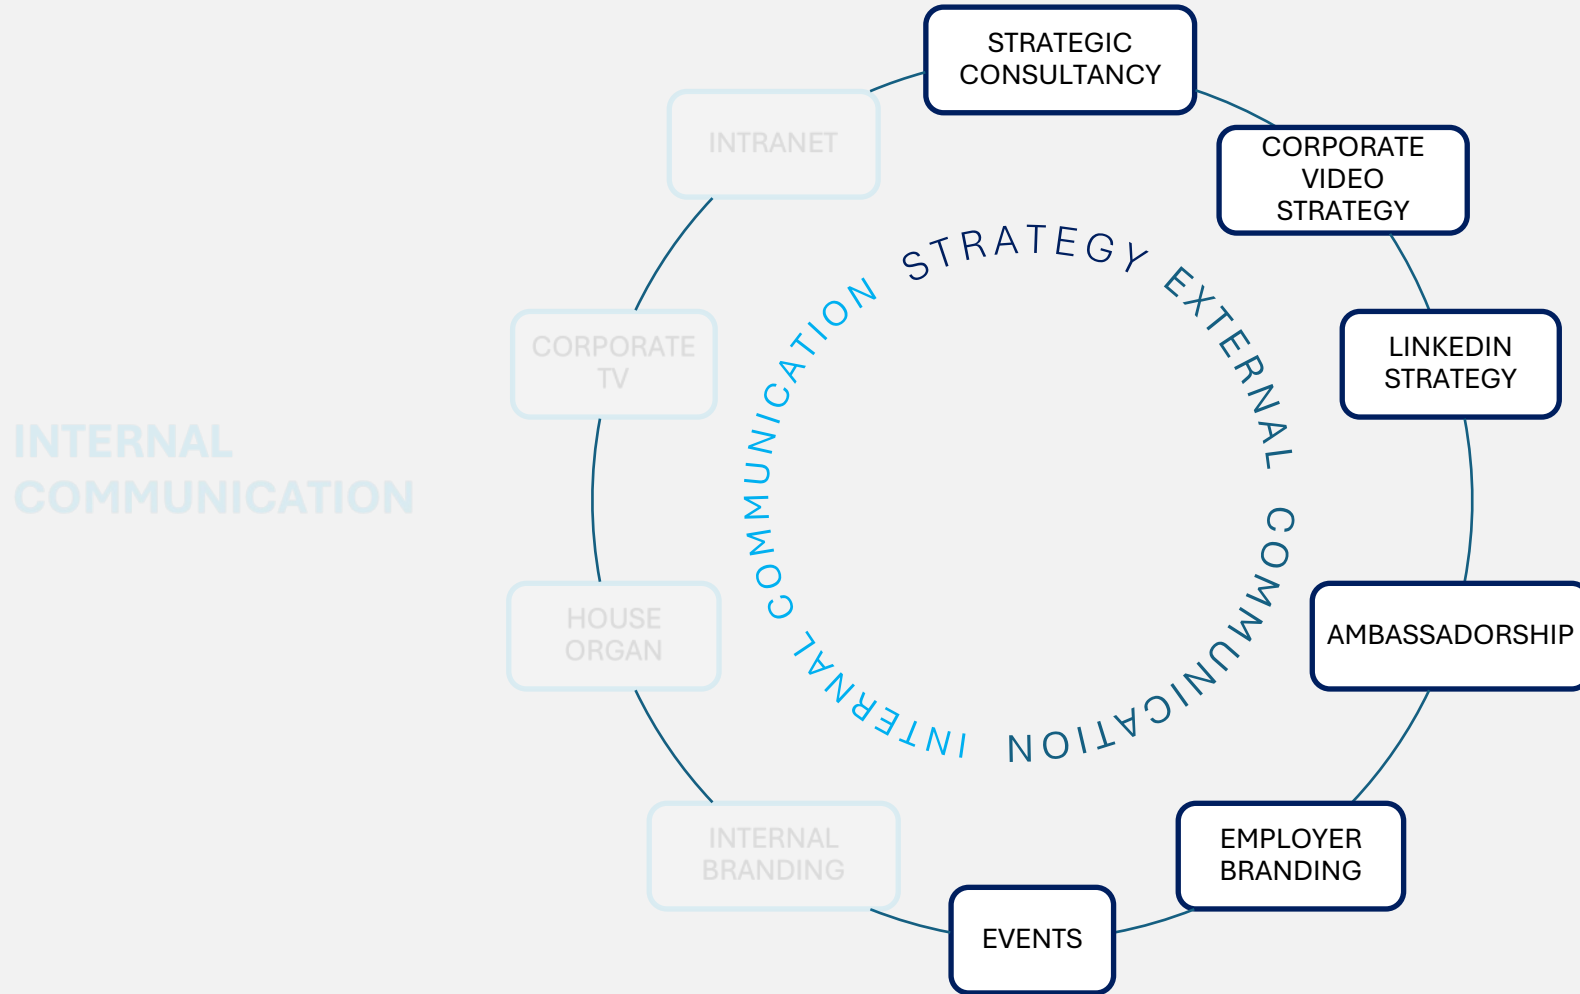 STRATEGIC
CONSULTANCY
INTRANET
CORPORATE
VIDEO
STRATEGY
STRATEGY
EXTERNAL COMMUNICATION
INTERNAL COMMUNICATION
CORPORATE
TV
LINKEDIN
STRATEGY
INTERNAL
COMMUNICATION
HOUSE
ORGAN
AMBASSADORSHIP
INTERNAL
BRANDING
EMPLOYER
BRANDING
EVENTS